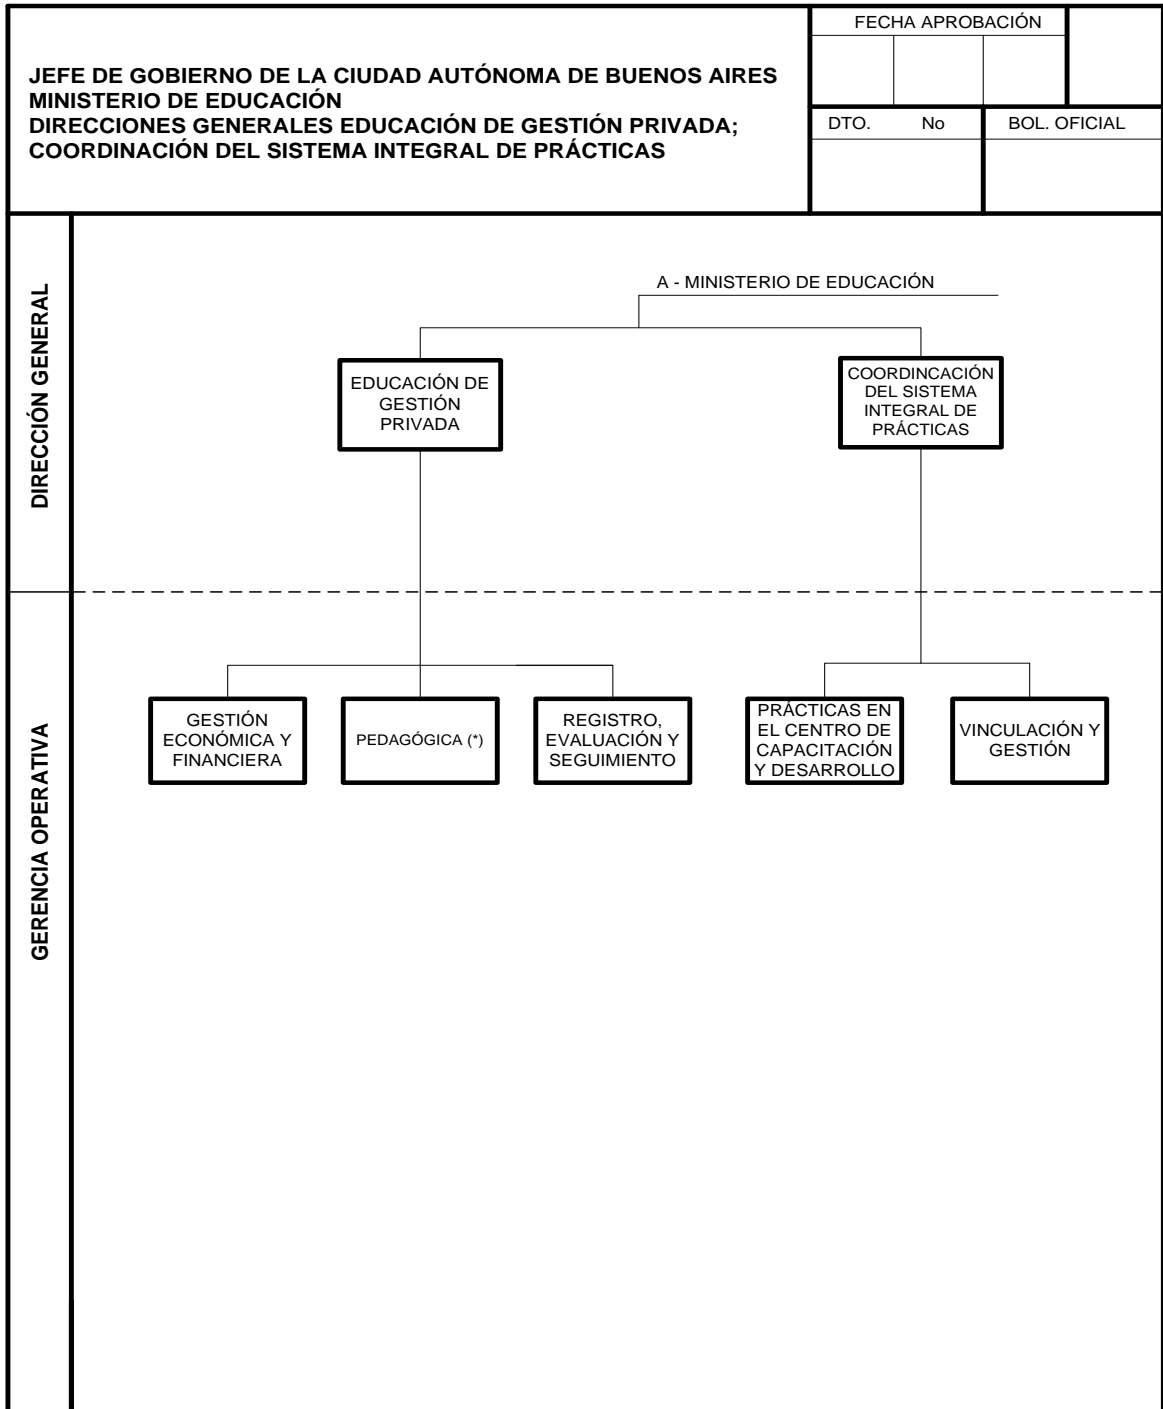 JEFE DE GOBIERNO DE LA CIUDAD AUTÓNOMA DE BUENOS AIRES
MINISTERIO DE EDUCACIÓN
DIRECCIONES GENERALES EDUCACIÓN DE GESTIÓN PRIVADA;
COORDINACIÓN DEL SISTEMA INTEGRAL DE PRÁCTICAS
FECHA APROBACIÓN
DTO. No
BOL. OFICIAL
DIRECCIÓN GENERAL
A - MINISTERIO DE EDUCACIÓN
EDUCACIÓN DE
GESTIÓN
PRIVADA
COORDINCACIÓN
DEL SISTEMA
INTEGRAL DE
PRÁCTICAS
GERENCIA OPERATIVA
GESTIÓN
ECONÓMICA Y
FINANCIERA
PEDAGÓGICA (*)
REGISTRO,
EVALUACIÓN Y
SEGUIMIENTO
PRÁCTICAS EN
EL CENTRO DE
CAPACITACIÓN
Y DESARROLLO
VINCULACIÓN Y
GESTIÓN